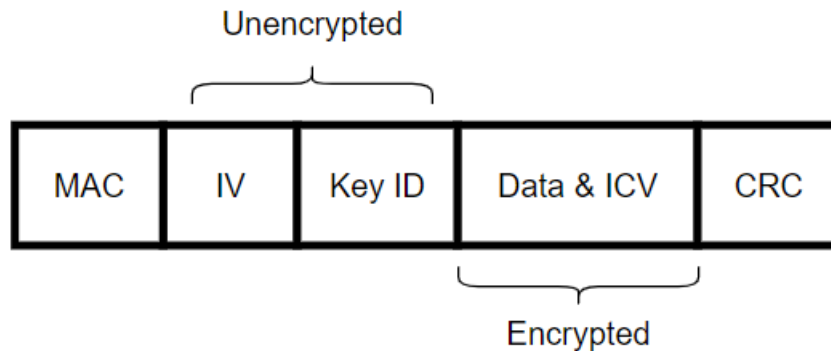 Unencrypted
MAC IV Key ID Data & ICV CRC
Encrypted